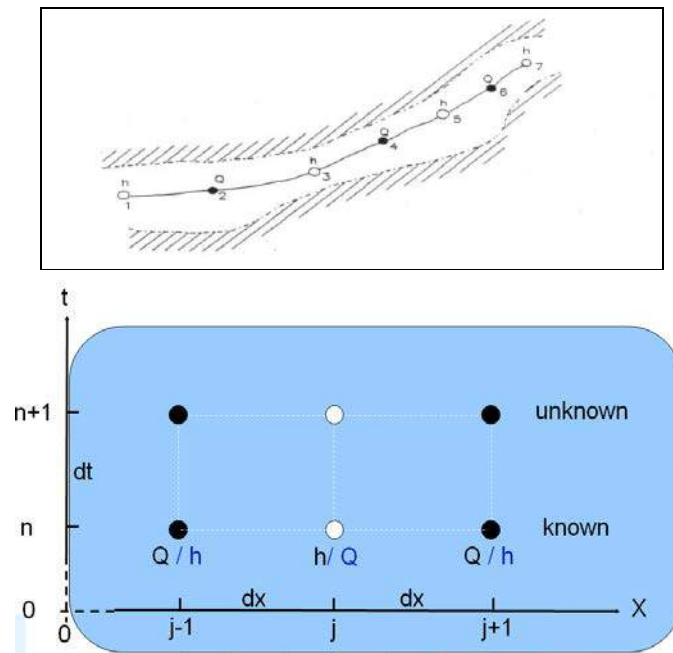 h
7
Q
6
h
5
Q
4
h
3
Q
2
h
1
t
n+1
unknown
dt
n
known
Q / h
h/ Q
Q / h
dx
dx
0
X
0
j-1
j
j+1